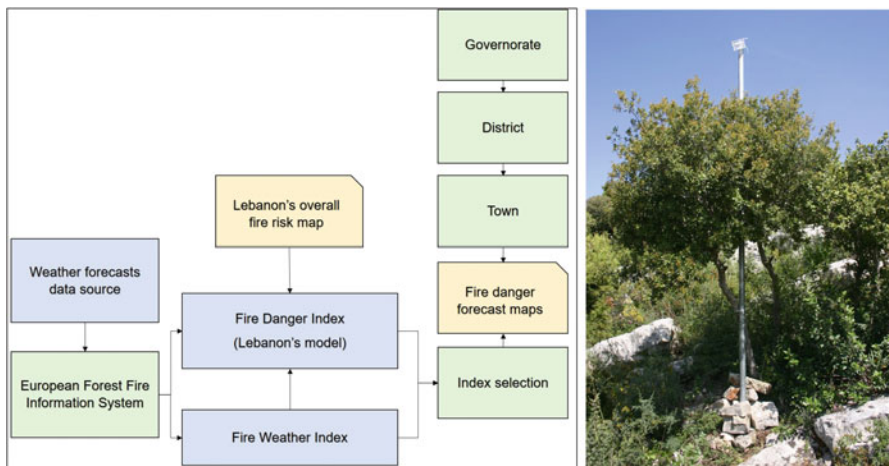 Governorate
District
Town
Lebanon's overall
fire risk map
Weather forecasts
data source
Fire Danger Index
(Lebanon's model)
Fire danger
forecast maps
European Forest Fire
Information System
Index selection
Fire Weather Index